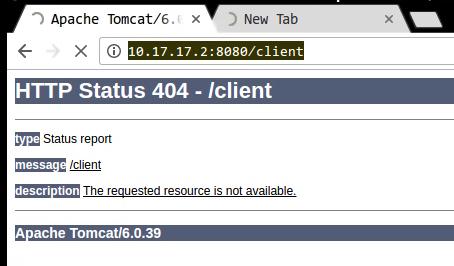 Apache Tomcat/6.0
New Tab
10.17.17.2:8080/client
HTTP Status 404 - /client
type Status report
message /client
description The requested resource is not available.
Apache Tomcat/6.0.39